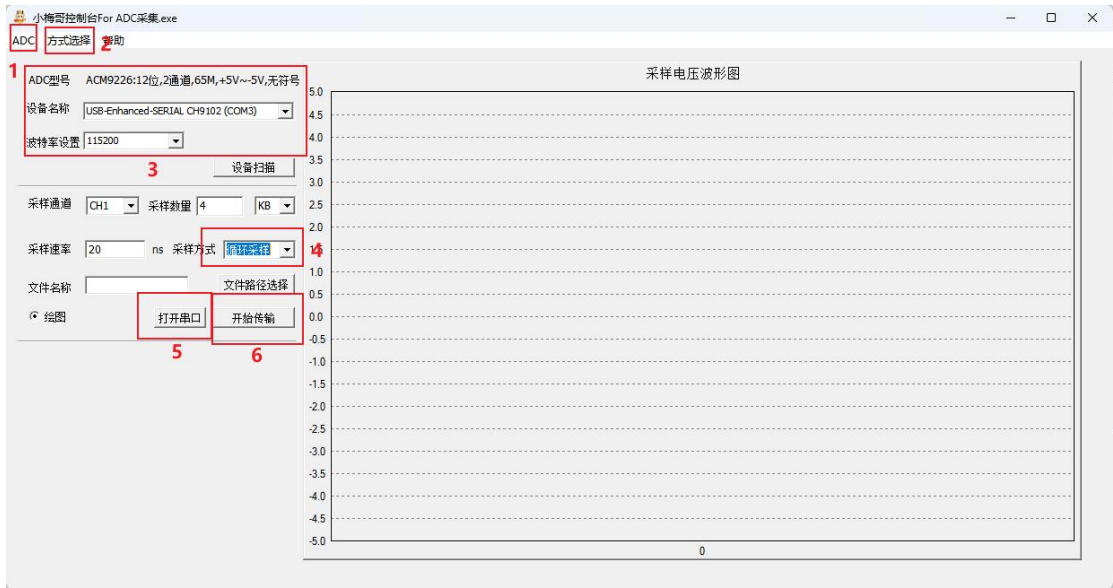 小梅哥控制台For ADC采集.exe
ADC 方式选择 帮助
1
2
ADC型号 ACM9226:12位,2通道,65M,+5V~-5V,无符号
设备名称 USB-Enhanced-SERIAL CH9102 (COM3)
波特率设置 115200
3
设备扫描
采样通道 CH1 采样数量 4 KB
采样速率 20 ns 采样方式 循环采样
4
文件名称 文件路径选择
绘图 打开串口 开始传输
5
6
采样电压波形图
5.0
4.5
4.0
3.5
3.0
2.5
2.0
1.5
1.0
0.5
0.0
-0.5
-1.0
-1.5
-2.0
-2.5
-3.0
-3.5
-4.0
-4.5
-5.0
0